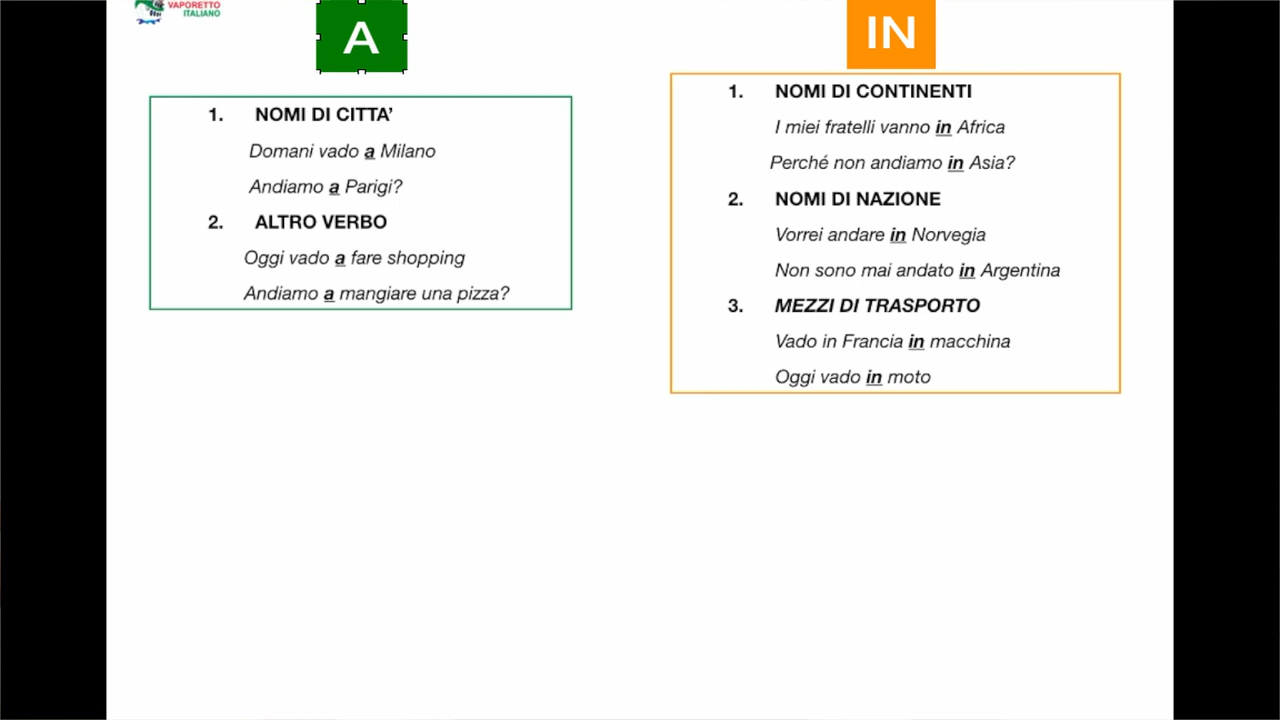 VAPORETTO
ITALIANO
A
1. NOMI DI CITTA’
Domani vado a Milano
Andiamo a Parigi?
2. ALTRO VERBO
Oggi vado a fare shopping
Andiamo a mangiare una pizza?
IN
1. NOMI DI CONTINENTI
I miei fratelli vanno in Africa
Perché non andiamo in Asia?
2. NOMI DI NAZIONE
Vorrei andare in Norvegia
Non sono mai andato in Argentina
3. MEZZI DI TRASPORTO
Vado in Francia in macchina
Oggi vado in moto